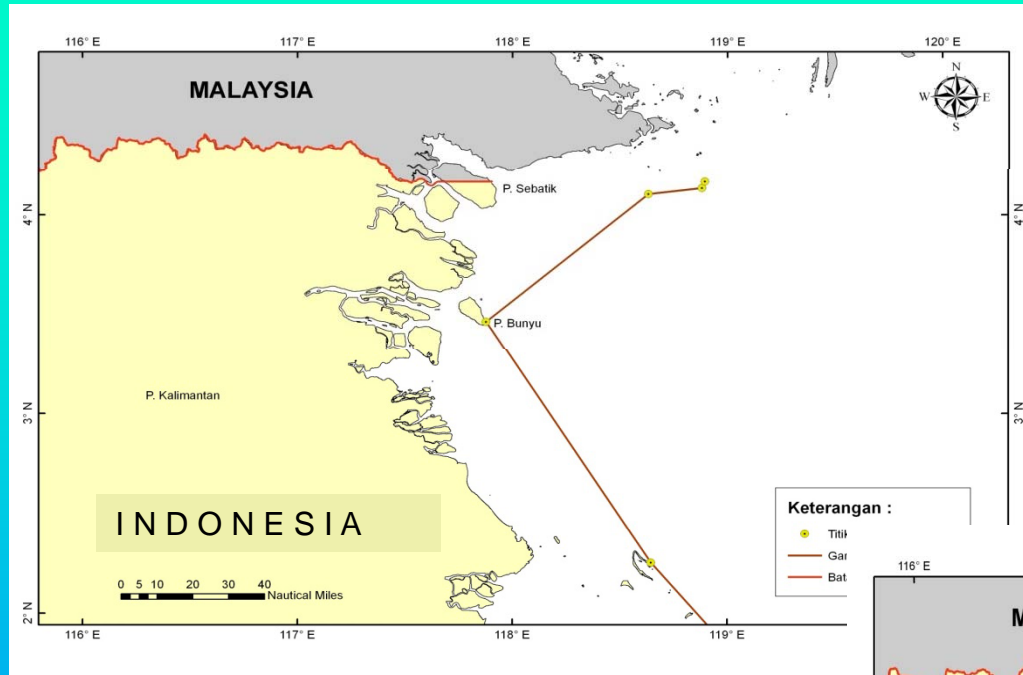 116° E 117° E 118° E 119° E 120° E
N
W E
S
MALAYSIA
P. Sebatik
4° N 4° N
P. Bunyu
P. Kalimantan
3° N 3° N
INDONESIA
Keterangan :
0 5 10 20 30 40
Nautical Miles
2° N
116° E 117° E 118° E 119° E
116° E